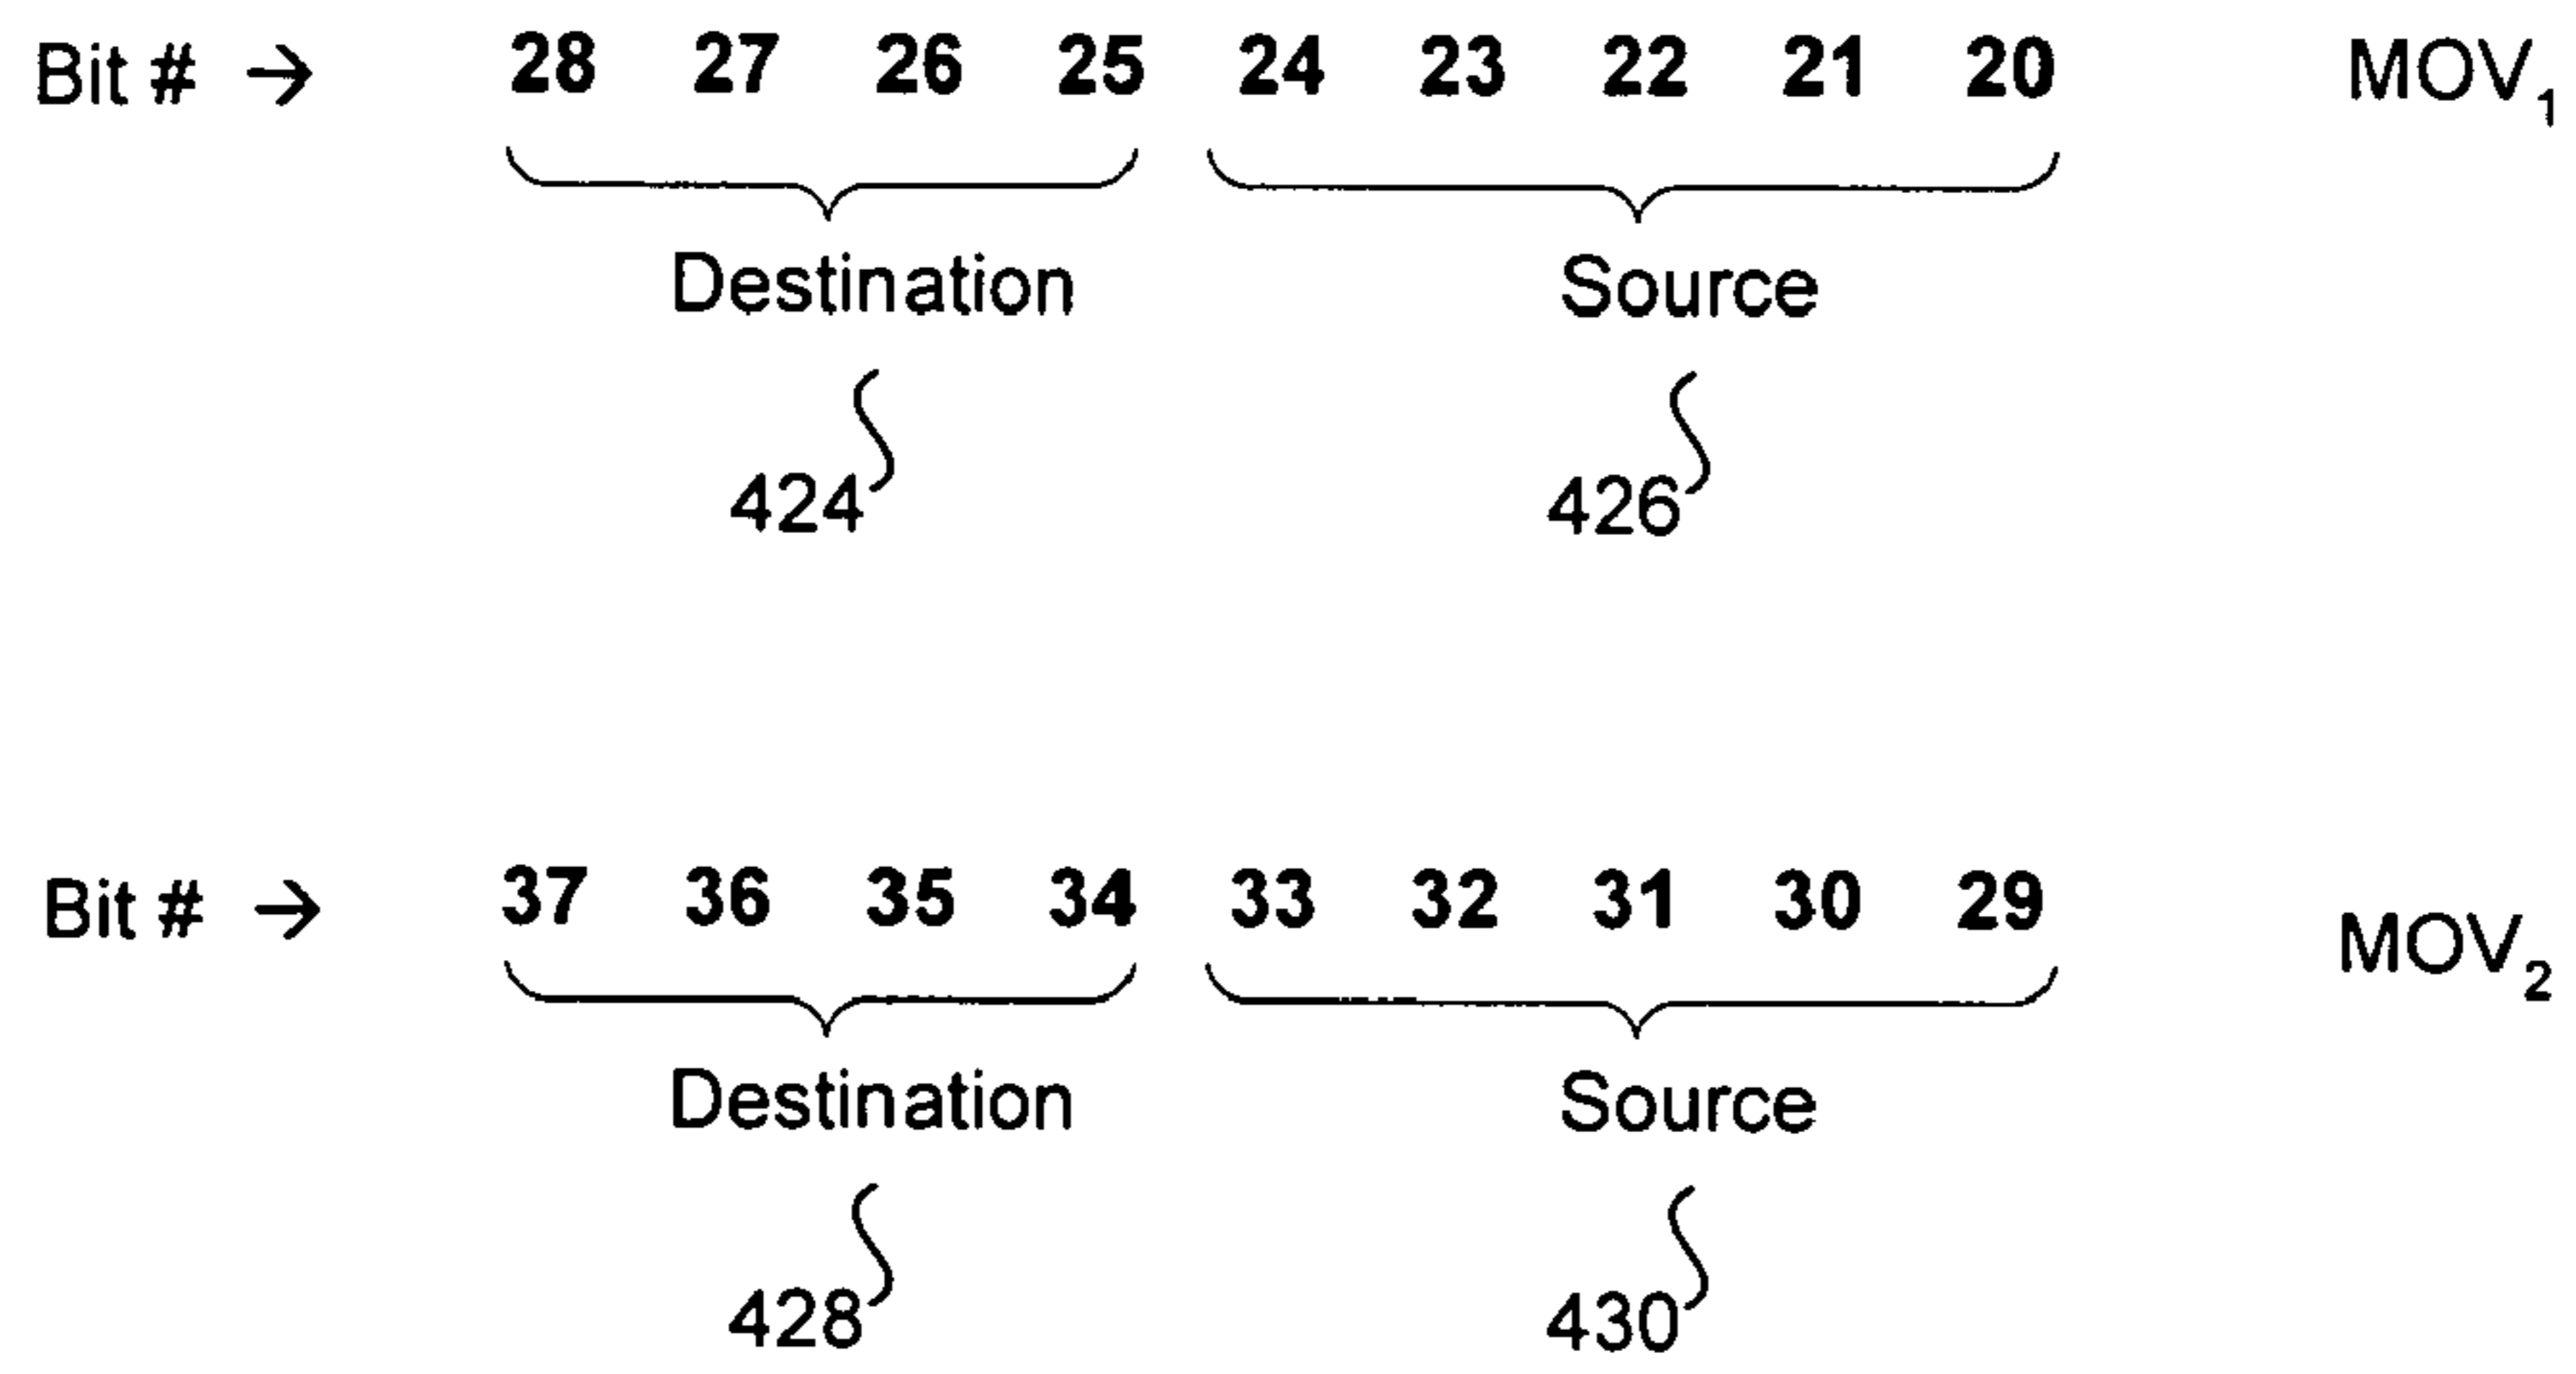 Bit # → 28 27 26 25 24 23 22 21 20 MOV₁
Destination Source
424 426
Bit # → 37 36 35 34 33 32 31 30 29 MOV₂
Destination Source
428 430